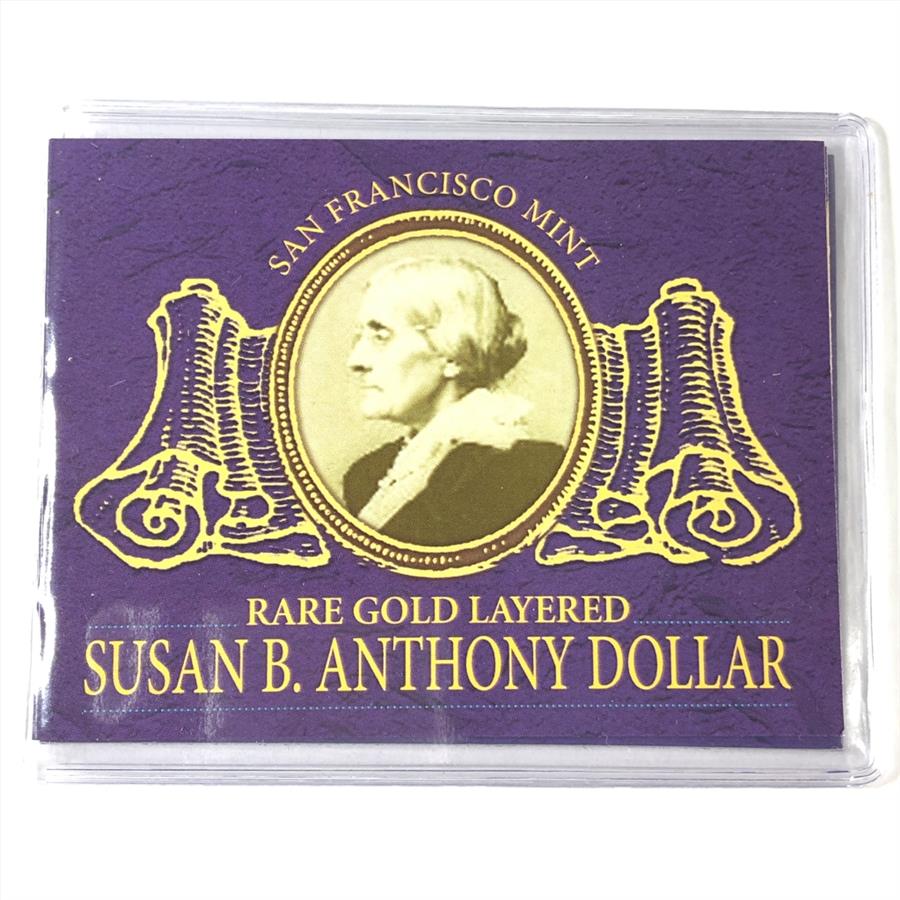 SAN FRANCISCO MINT
RARE GOLD LAYERED
SUSAN B. ANTHONY DOLLAR